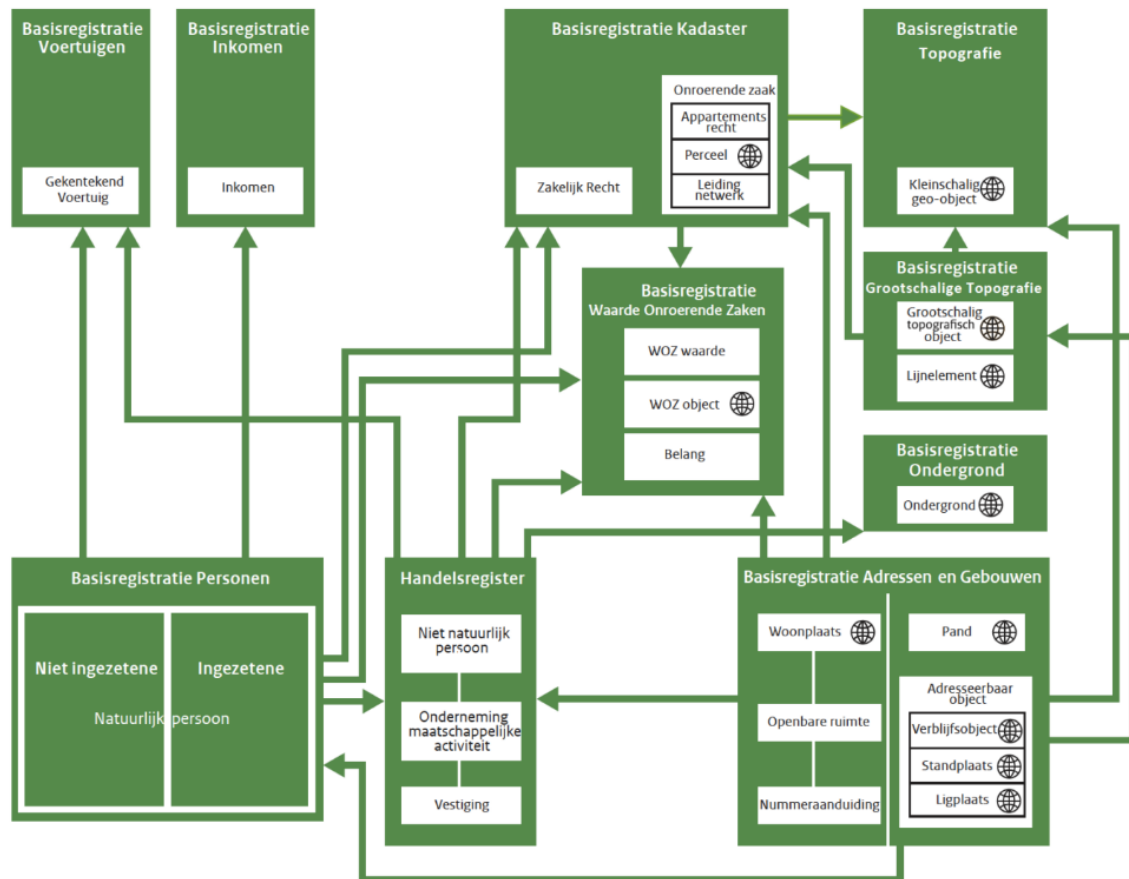 Basisregistratie
Voertuigen
Gekentekend
Voertuig
Basisregistratie
Inkomen
Inkomen
Basisregistratie Kadaster
Onroerende zaak
Appartements
recht
Perceel
Leiding
netwerk
Zakelijk Recht
Basisregistratie
Topografie
Kleinschalig
geo-object
Basisregistratie
Waarde Onroerende Zaken
WOZ waarde
WOZ object
Belang
Basisregistratie
Grootschalige Topografie
Grootschalig
topografisch
object
Lijnelement
Basisregistratie
Ondergrond
Ondergrond
Basisregistratie Personen
Niet ingezetene
Ingezetene
Natuurlijk persoon
Handelsregister
Niet natuurlijk
persoon
Onderneming
maatschappelijke
activiteit
Vestiging
Basisregistratie Adressen en Gebouwen
Woonplaats
Openbare ruimte
Nummeraanduiding
Pand
Adresseerbaar
object
Verblijfsobject
Standplaats
Ligplaats